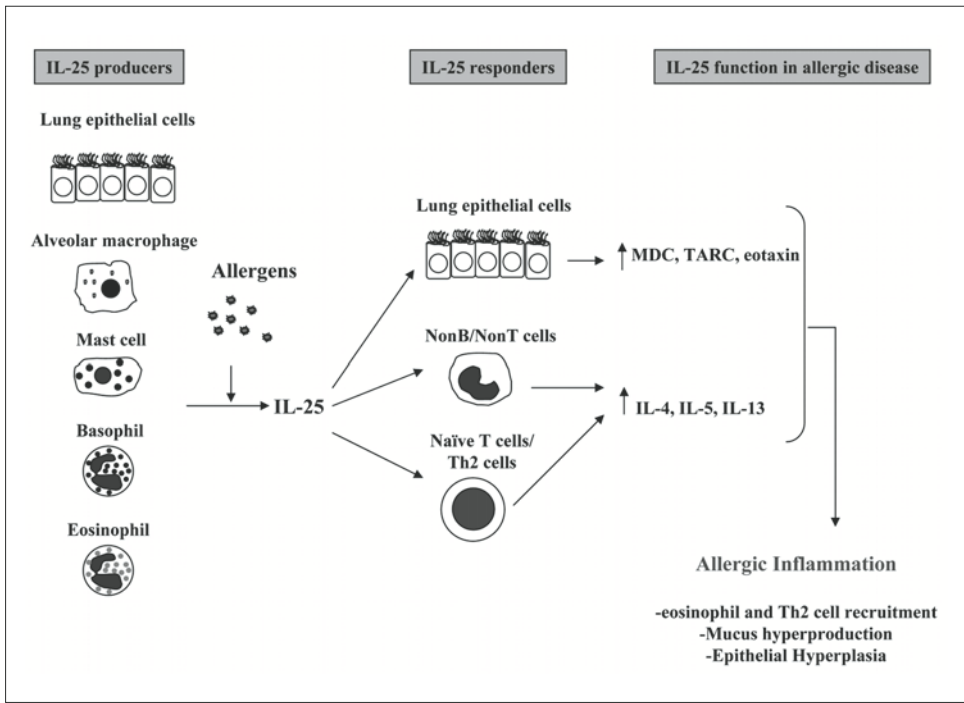 IL-25 producers
IL-25 responders
IL-25 function in allergic disease
Lung epithelial cells
Alveolar macrophage
Mast cell
Basophil
Eosinophil
Allergens
IL-25
Lung epithelial cells
NonB/NonT cells
Naïve T cells/
Th2 cells
MDC, TARC, eotaxin
IL-4, IL-5, IL-13
Allergic Inflammation
-eosinophil and Th2 cell recruitment
-Mucus hyperproduction
-Epithelial Hyperplasia